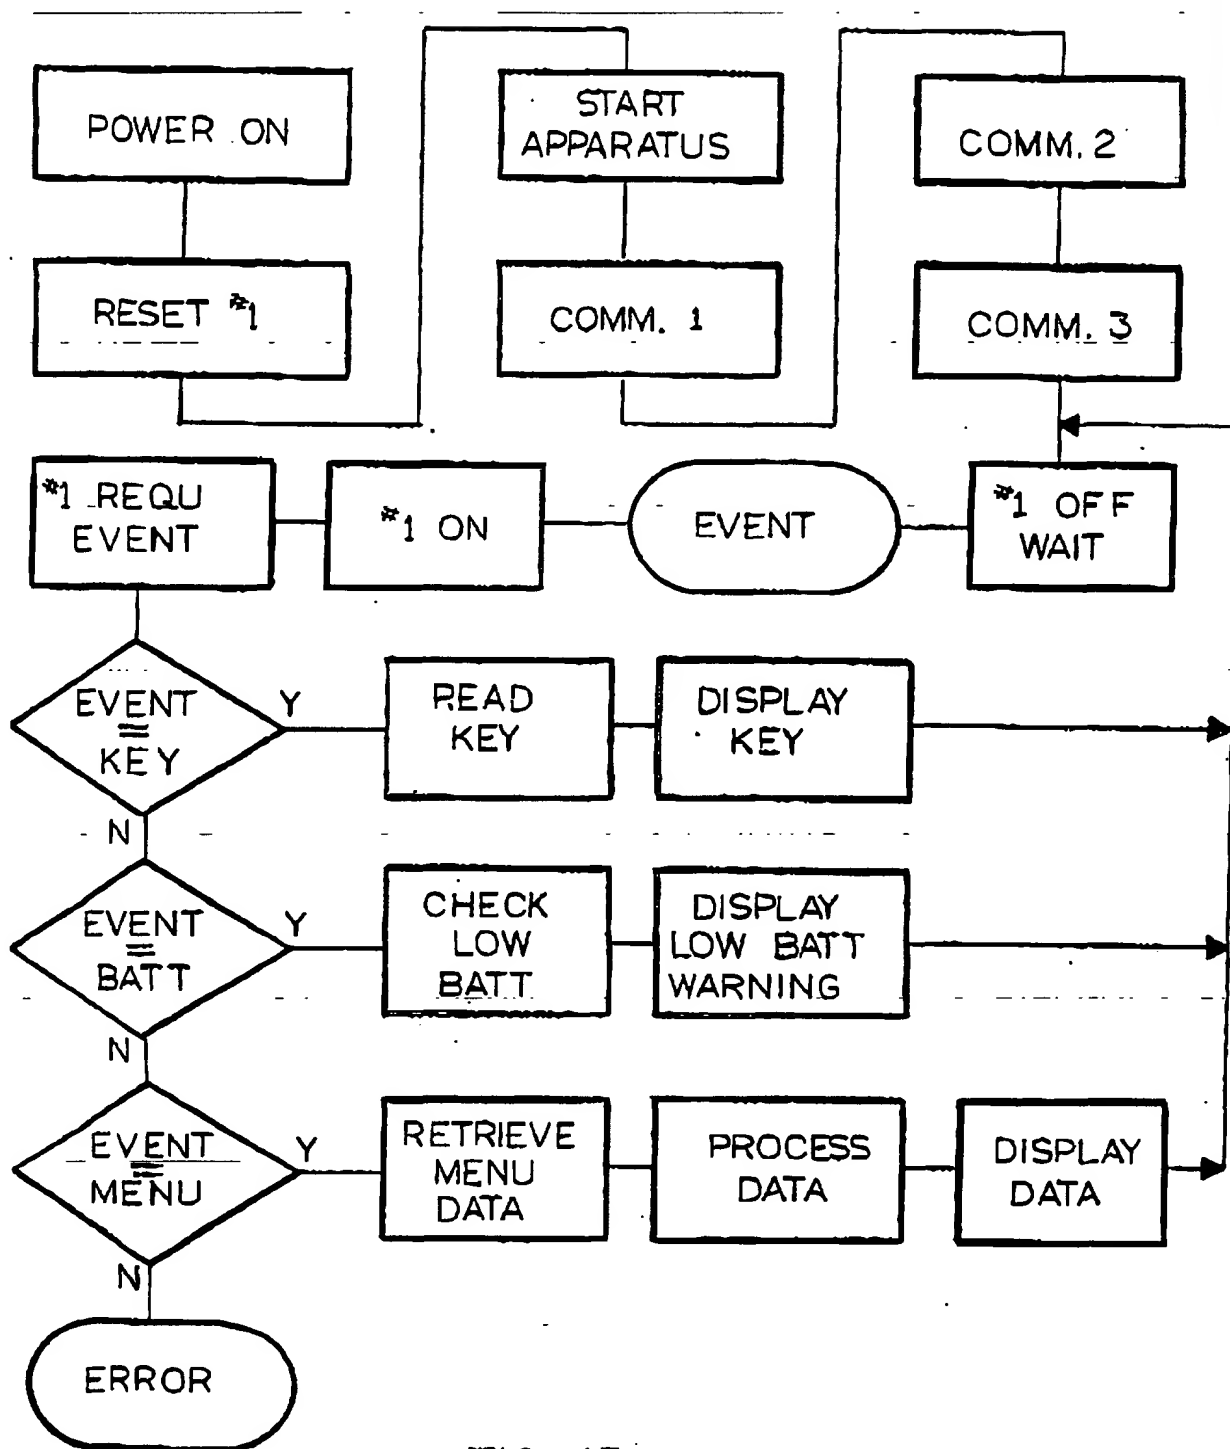 POWER ON
START
APPARATUS
COMM. 2
RESET #1
COMM. 1
COMM. 3
#1 REQU
EVENT
#1 ON
EVENT
#1 OFF
WAIT
EVENT
=
KEY
Y
READ
KEY
DISPLAY
KEY
N
EVENT
=
BATT
Y
CHECK
LOW
BATT
DISPLAY
LOW BATT
WARNING
N
EVENT
=
MENU
Y
RETRIEVE
MENU
DATA
PROCESS
DATA
DISPLAY
DATA
N
ERROR